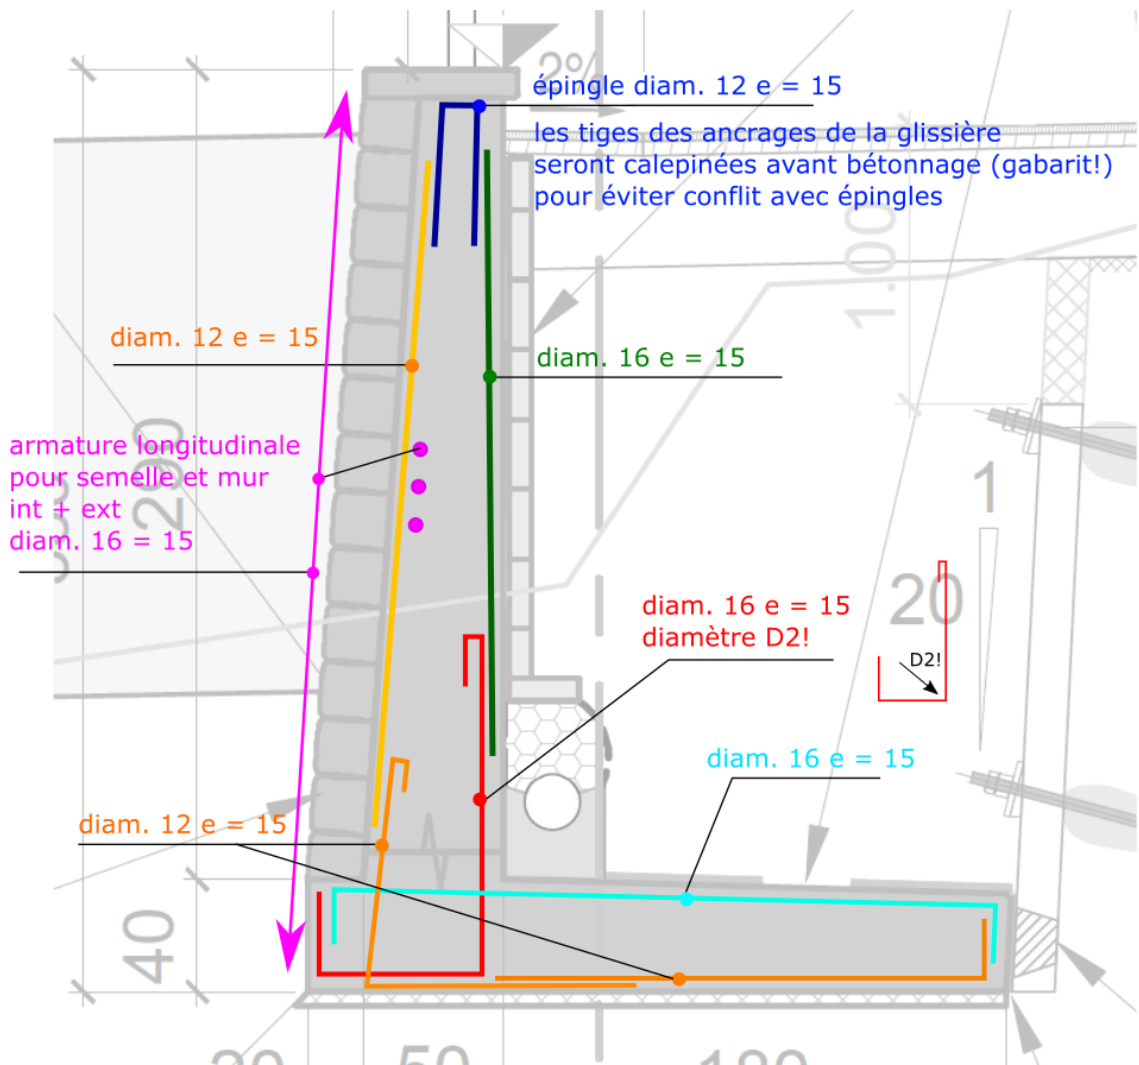 2%
épingle diam. 12 e = 15
les tiges des ancrages de la glissière
seront calepinées avant bétonnage (gabarit!)
pour éviter conflit avec épingles
1.00
diam. 12 e = 15
diam. 16 e = 15
armature longitudinale
pour semelle et mur
int + ext
diam. 16 = 15
290
1
20
diam. 16 e = 15
diamètre D2!
D2!
diam. 16 e = 15
diam. 12 e = 15
40
50
180